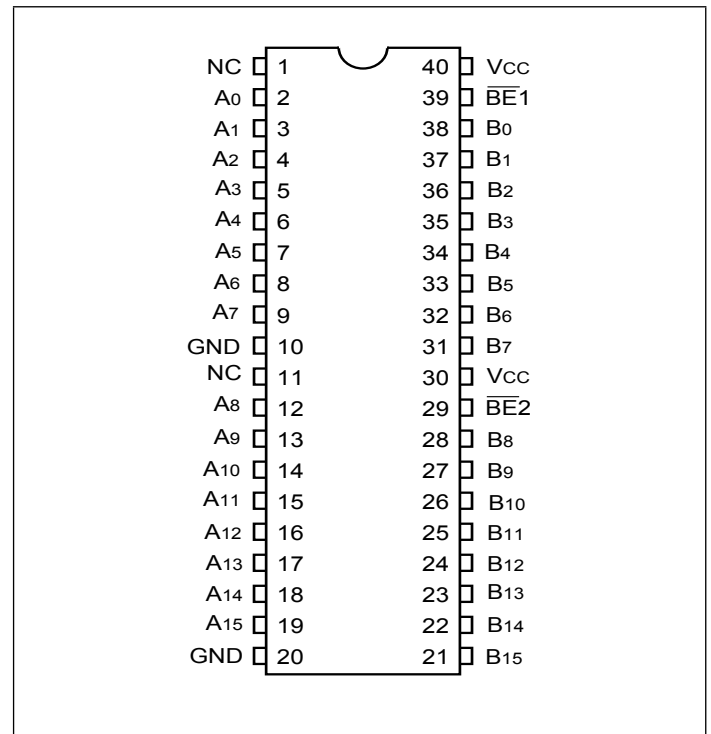 NC 1 40 VCC
A0 2 39 B̅E̅1
A1 3 38 B0
A2 4 37 B1
A3 5 36 B2
A4 6 35 B3
A5 7 34 B4
A6 8 33 B5
A7 9 32 B6
GND 10 31 B7
NC 11 30 VCC
A8 12 29 B̅E̅2
A9 13 28 B8
A10 14 27 B9
A11 15 26 B10
A12 16 25 B11
A13 17 24 B12
A14 18 23 B13
A15 19 22 B14
GND 20 21 B15